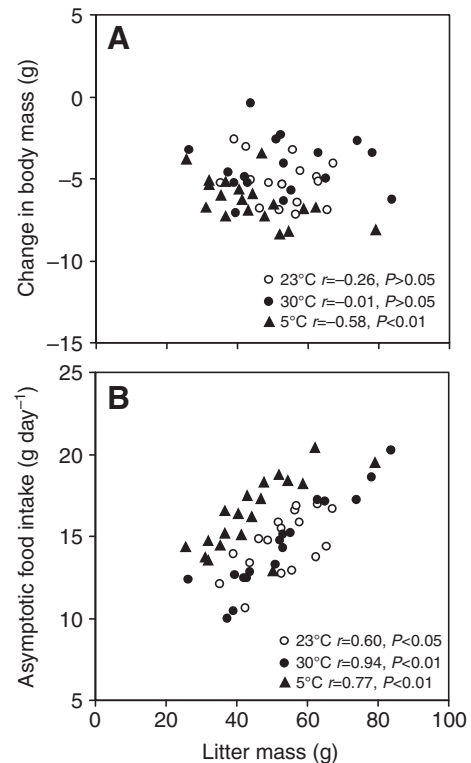 A
5
0
–5
–10
–15
Change in body mass (g)
23°C r=–0.26, P>0.05
30°C r=–0.01, P>0.05
5°C r=–0.58, P<0.01
B
25
20
15
10
5
Asymptotic food intake (g day–1)
23°C r=0.60, P<0.05
30°C r=0.94, P<0.01
5°C r=0.77, P<0.01
0 20 40 60 80 100
Litter mass (g)